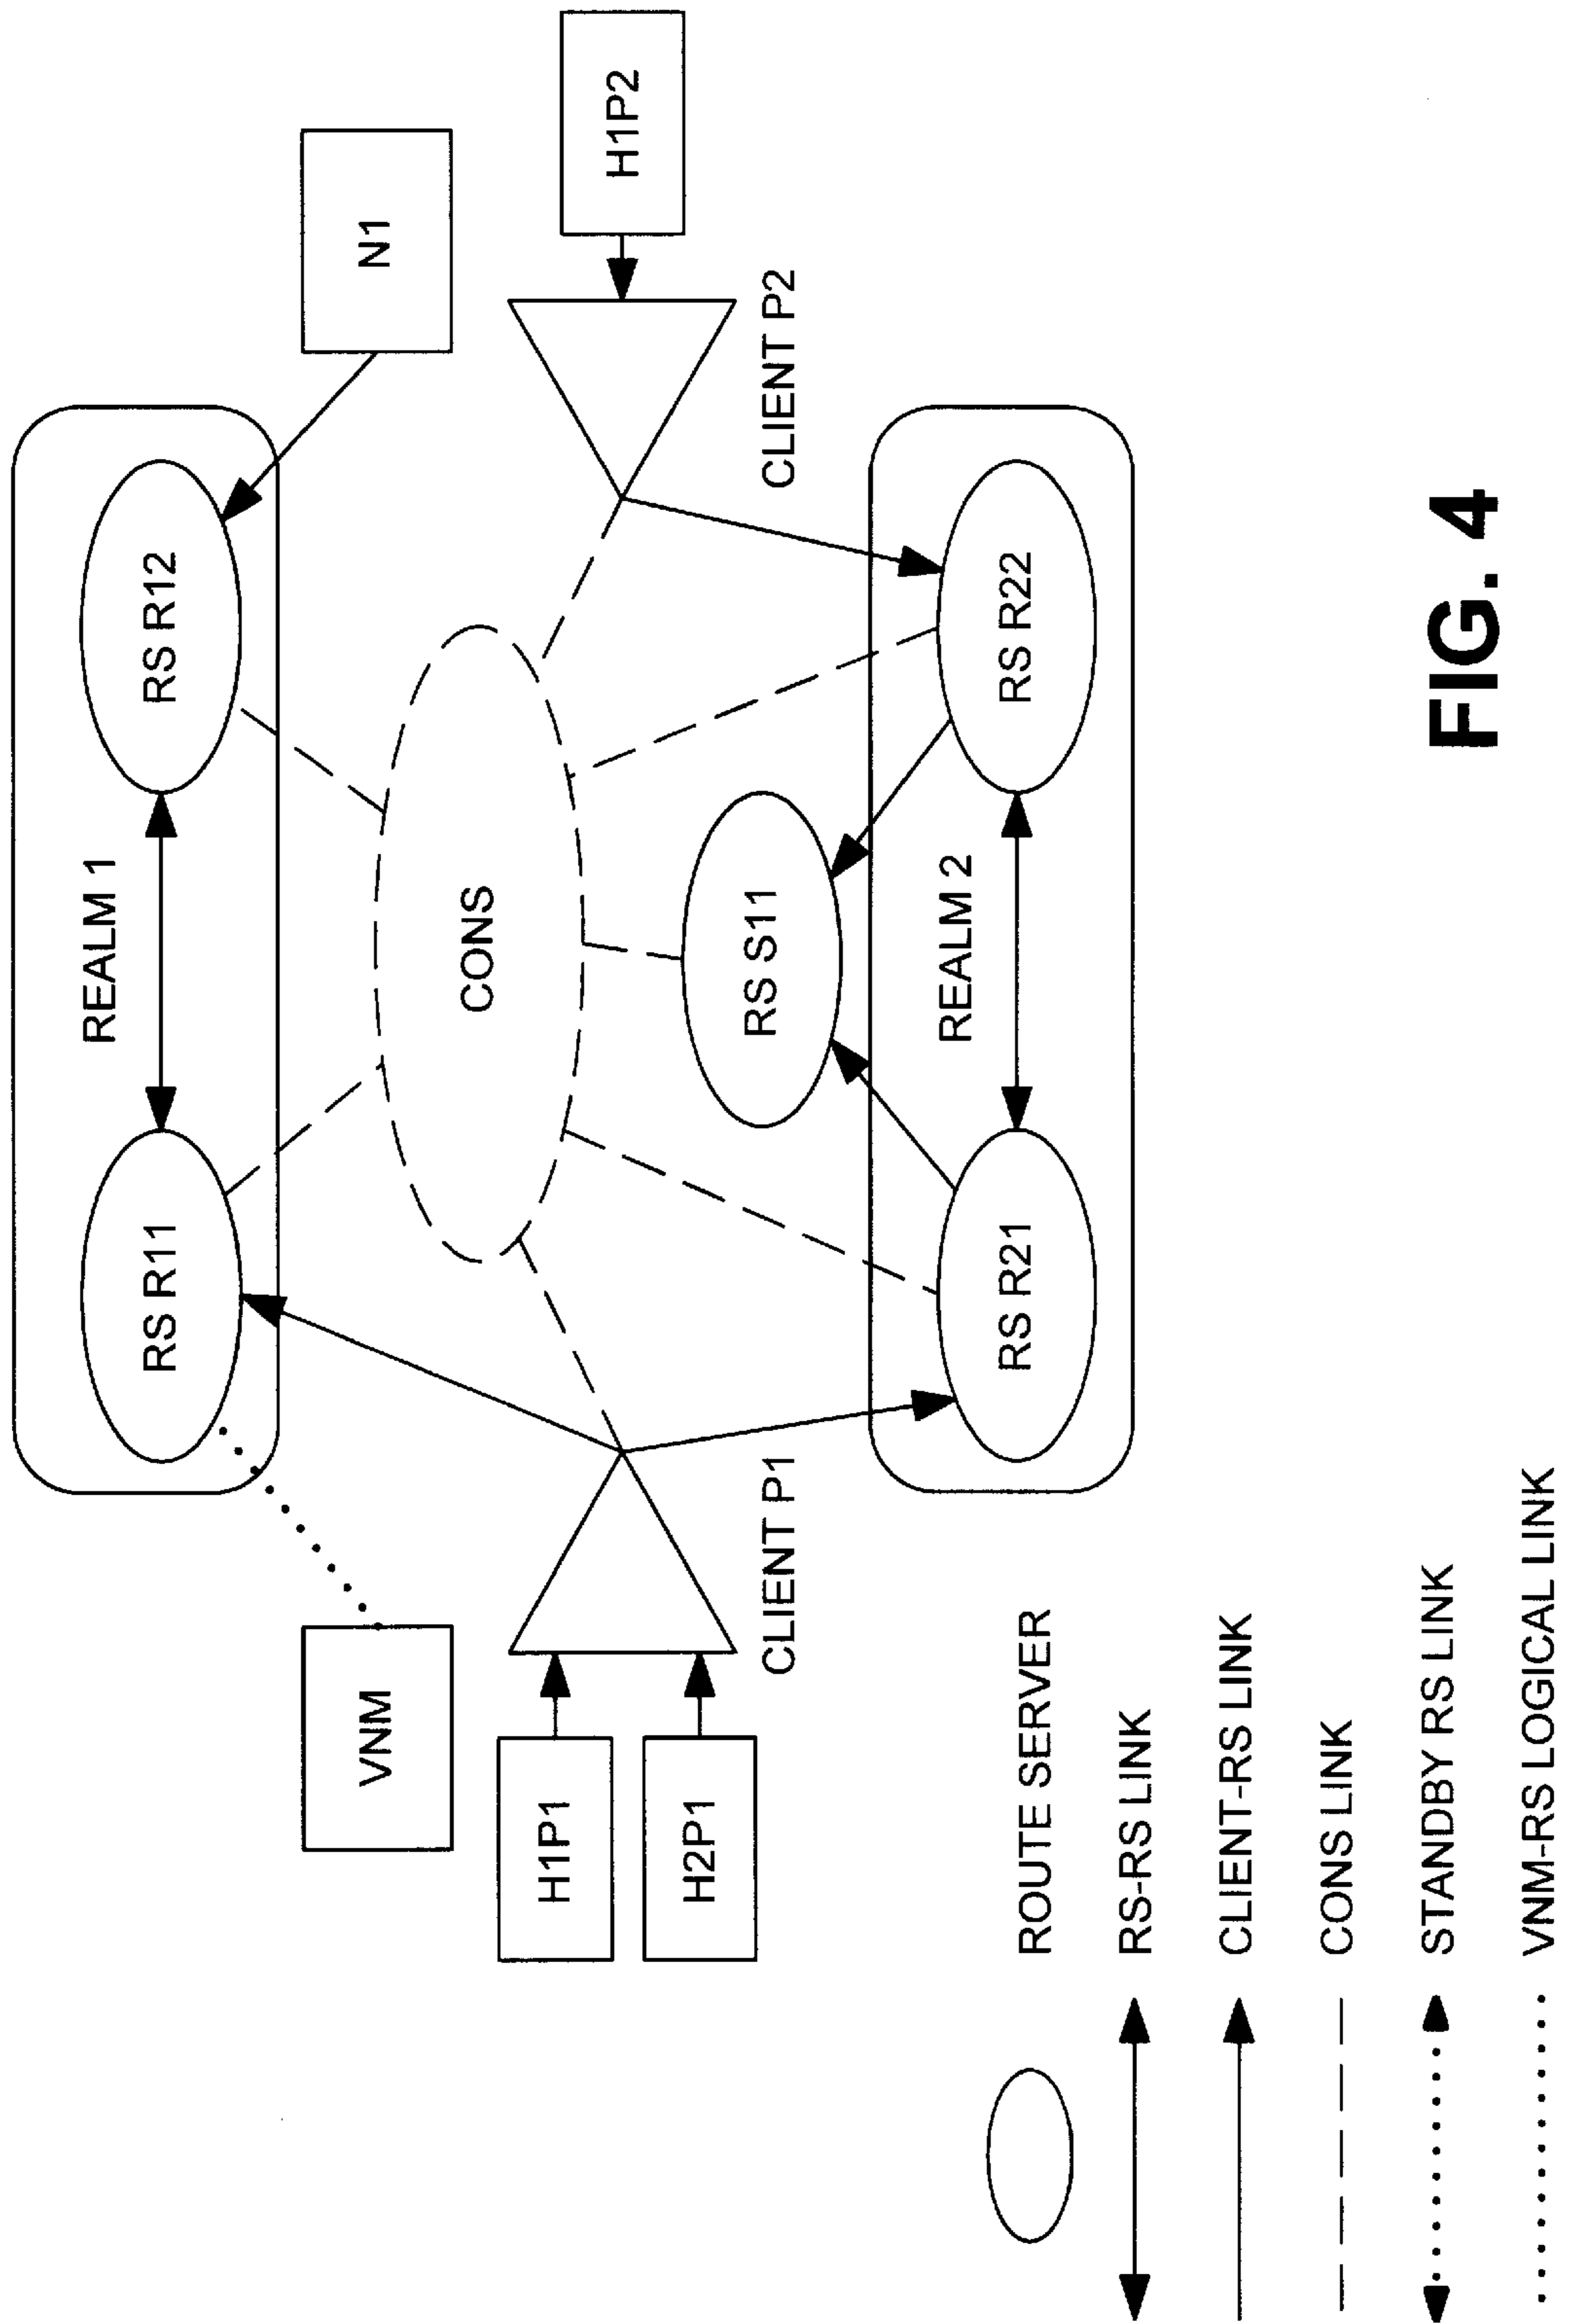 REALM 1
RS R11
RS R12
VNM
N1
CONS
H1P1
H2P1
H1P2
CLIENT P1
CLIENT P2
RS S11
REALM 2
RS R21
RS R22
ROUTE SERVER
RS-RS LINK
CLIENT-RS LINK
CONS LINK
STANDBY RS LINK
VNM-RS LOGICAL LINK
FIG. 4